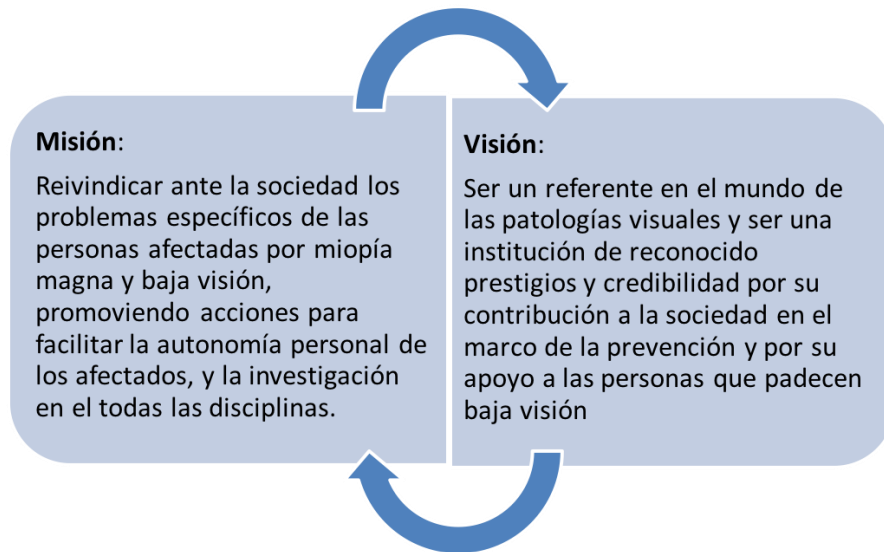 Misión:
Reivindicar ante la sociedad los
problemas específicos de las
personas afectadas por miopía
magna y baja visión,
promoviendo acciones para
facilitar la autonomía personal de
los afectados, y la investigación
en el todas las disciplinas.
Visión:
Ser un referente en el mundo de
las patologías visuales y ser una
institución de reconocido
prestigios y credibilidad por su
contribución a la sociedad en el
marco de la prevención y por su
apoyo a las personas que padecen
baja visión